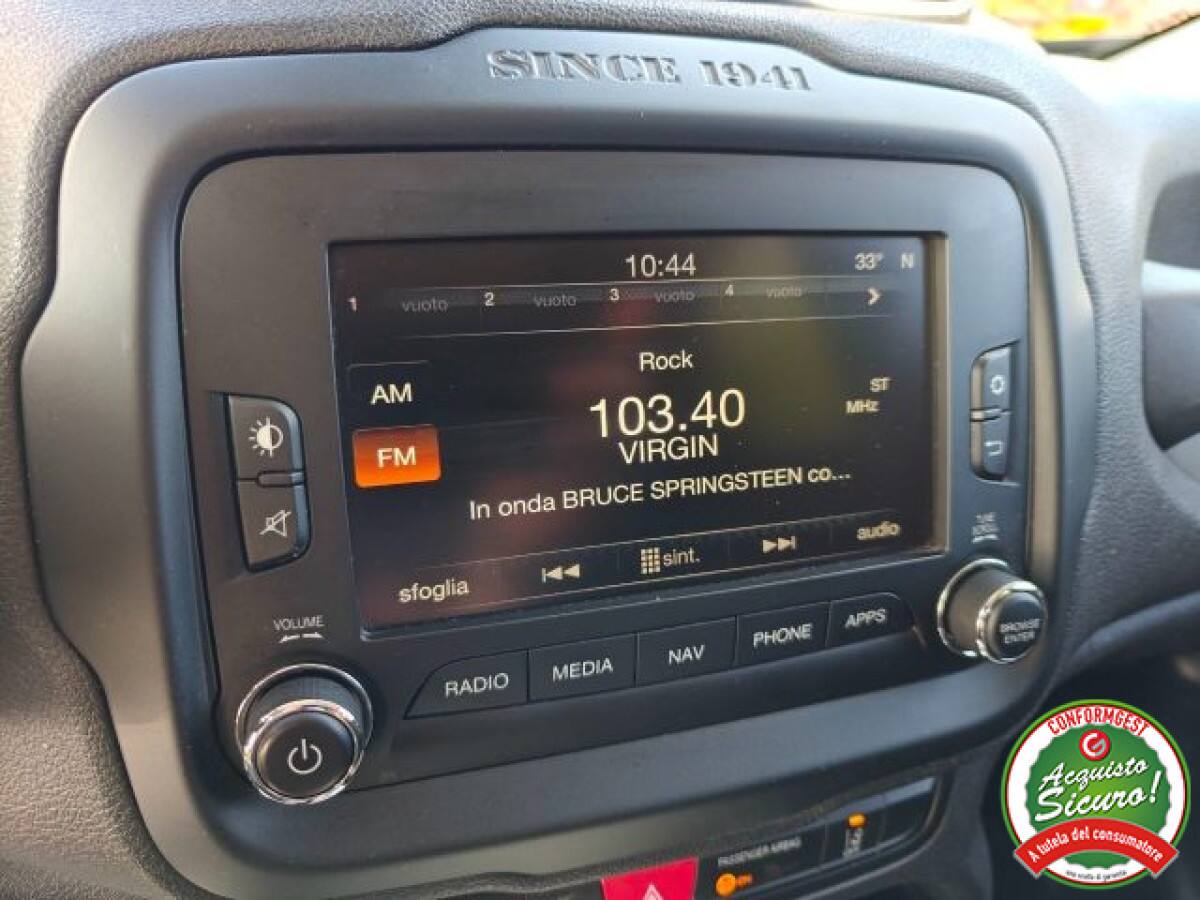 SINCE 1941
10:44
33° N
1 vuoto 2 vuoto 3 vuoto 4 vuoto
Rock
AM
103.40
ST
MHz
FM
VIRGIN
In onda BRUCE SPRINGSTEEN co...
sfoglia sint. audio
TUNE
SCROLL
VOLUME
RADIO MEDIA NAV PHONE APPS
BROWSE
ENTER
PASSENGER AIRBAG
ON
CONFORMGEST
G
Acquisto
Sicuro!
A tutela del consumatore